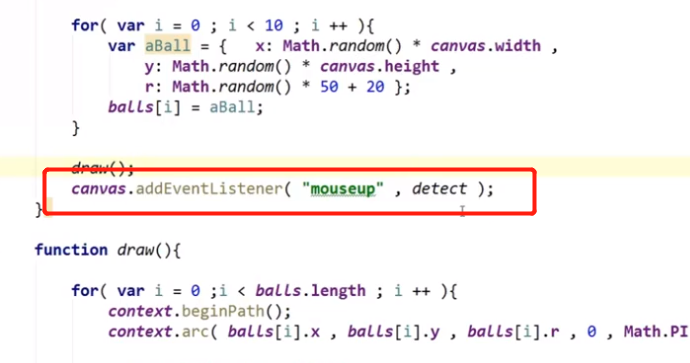 for( var i = 0 ; i < 10 ; i ++ ){
var aBall = {   x: Math.random() * canvas.width ,
y: Math.random() * canvas.height ,
r: Math.random() * 50 + 20 };
balls[i] = aBall;
}
draw();
canvas.addEventListener( "mouseup" , detect );
}
function draw(){
for( var i = 0 ;i < balls.length ; i ++ ){
context.beginPath();
context.arc( balls[i].x , balls[i].y , balls[i].r , 0 , Math.PI